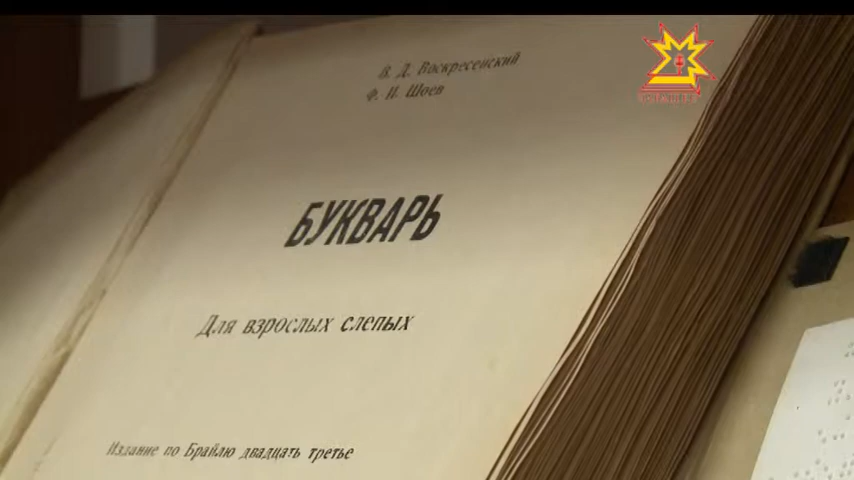 В. Д. Воскресенский
Ф. И. Шоев
БУКВАРЬ
Для взрослых слепых
Издание по Брайлю двадцать третье